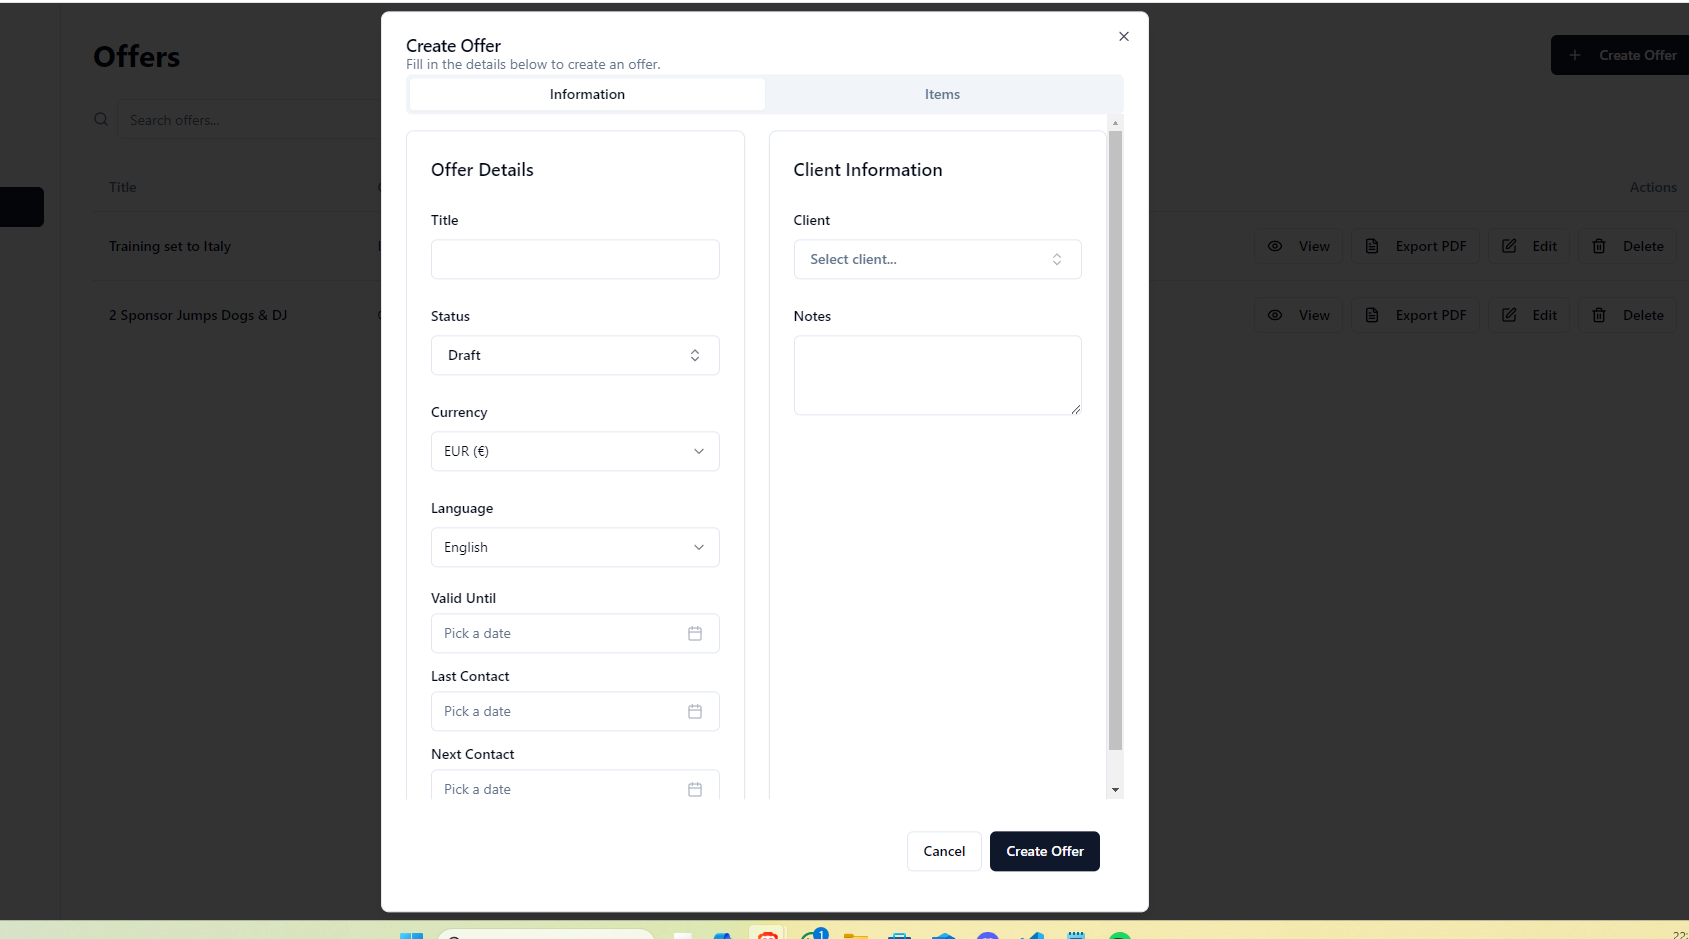 Offers
Create Offer
Search offers...
Title
Actions
Training set to Italy
View
Export PDF
Edit
Delete
2 Sponsor Jumps Dogs & DJ
View
Export PDF
Edit
Delete
Create Offer
Fill in the details below to create an offer.
Information
Items
Offer Details
Title
Status
Draft
Currency
EUR (€)
Language
English
Valid Until
Pick a date
Last Contact
Pick a date
Next Contact
Pick a date
Client Information
Client
Select client...
Notes
Cancel
Create Offer
1